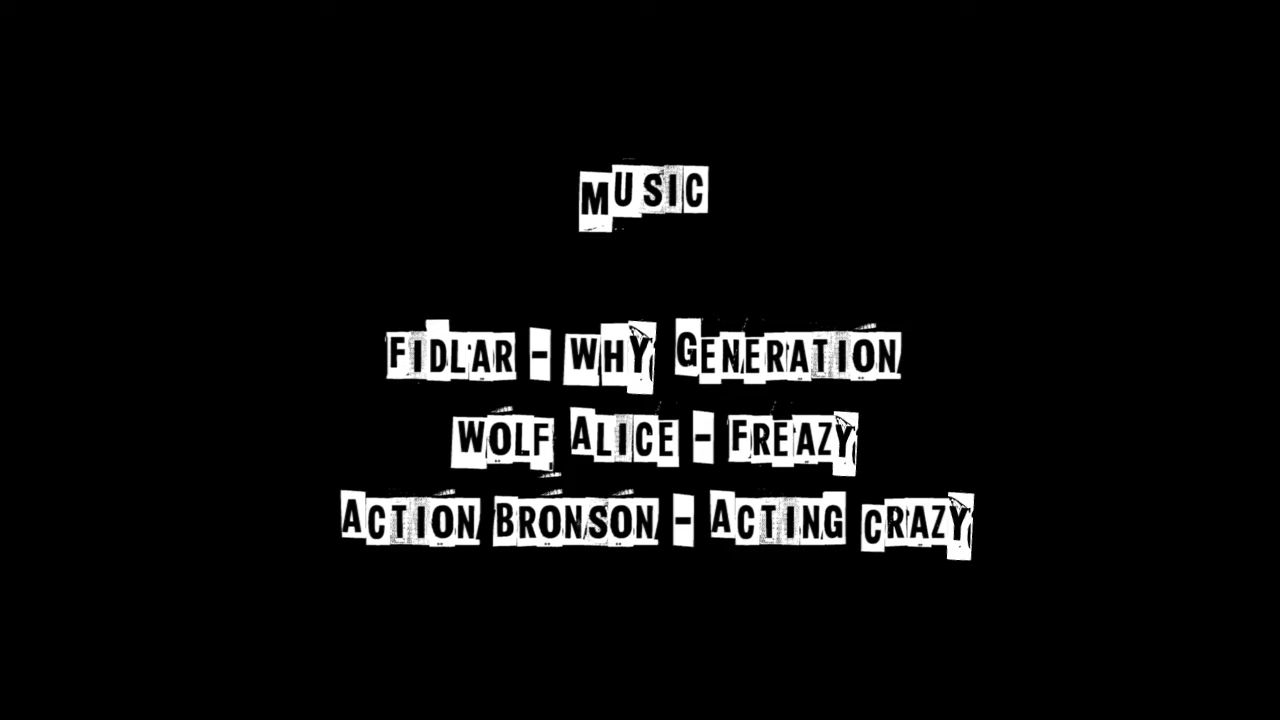 MUSIC
FIDLAR - WHY GENERATION
WOLF ALICE - FREAZY
ACTION BRONSON - ACTING CRAZY